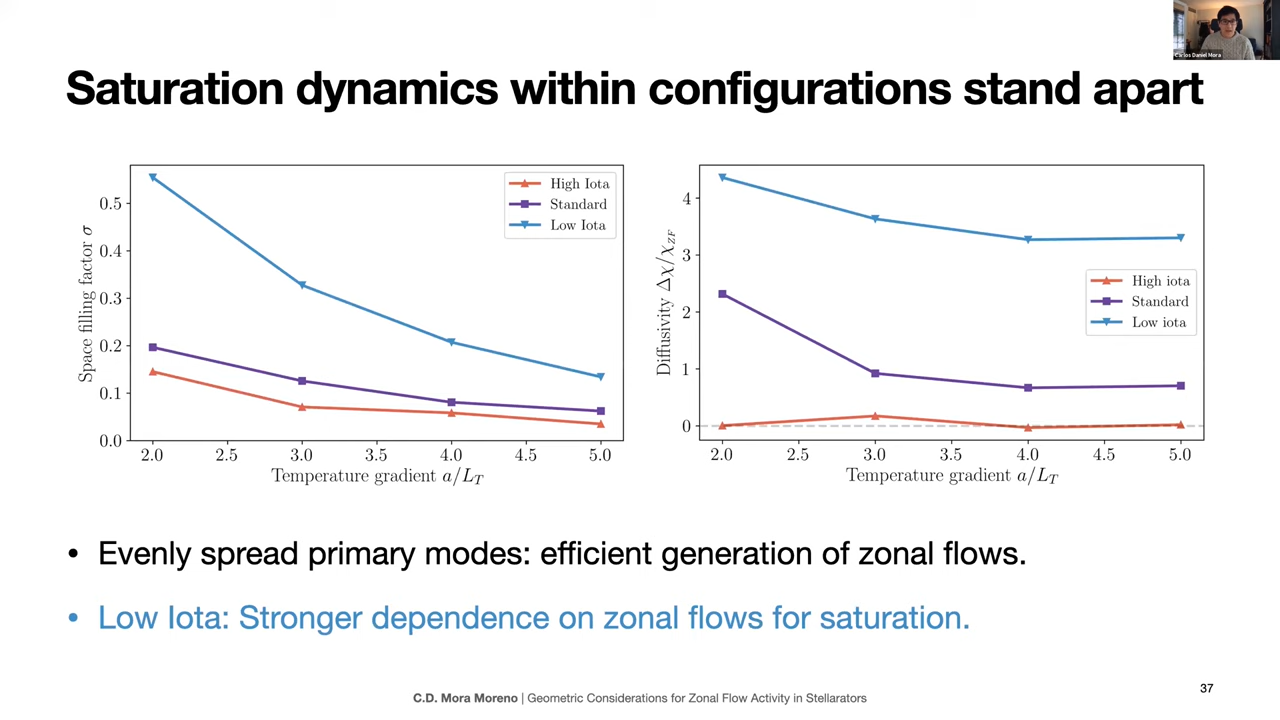 Carlos Daniel Mora
Saturation dynamics within configurations stand apart
Space filling factor σ
0.5
0.4
0.3
0.2
0.1
0.0
High Iota
Standard
Low Iota
2.0 2.5 3.0 3.5 4.0 4.5 5.0
Temperature gradient a/L_T
Diffusivity Δχ/χ_ZF
4
3
2
1
0
High iota
Standard
Low iota
2.0 2.5 3.0 3.5 4.0 4.5 5.0
Temperature gradient a/L_T
• Evenly spread primary modes: efficient generation of zonal flows.
• Low Iota: Stronger dependence on zonal flows for saturation.
C.D. Mora Moreno | Geometric Considerations for Zonal Flow Activity in Stellarators
37